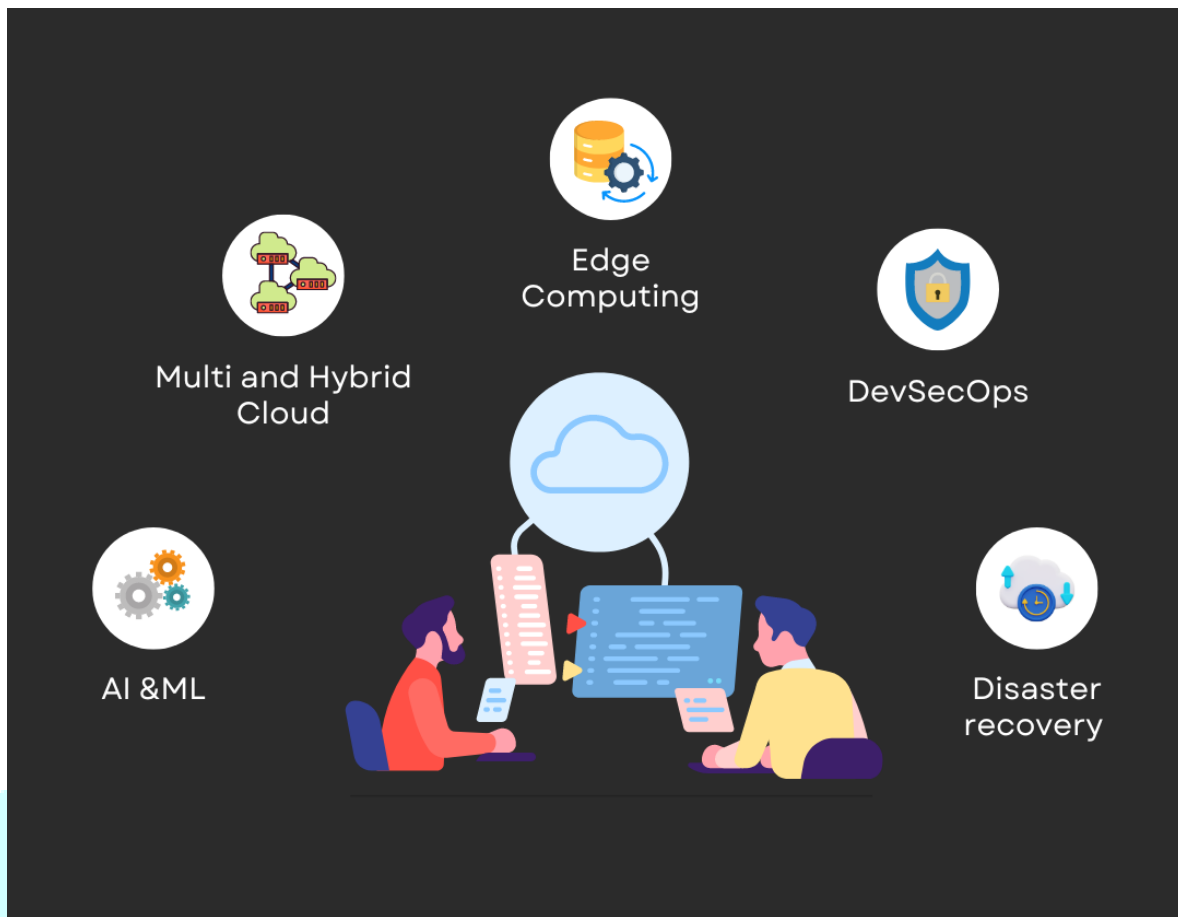 Edge
Computing
Multi and Hybrid
Cloud
DevSecOps
AI &ML
Disaster
recovery